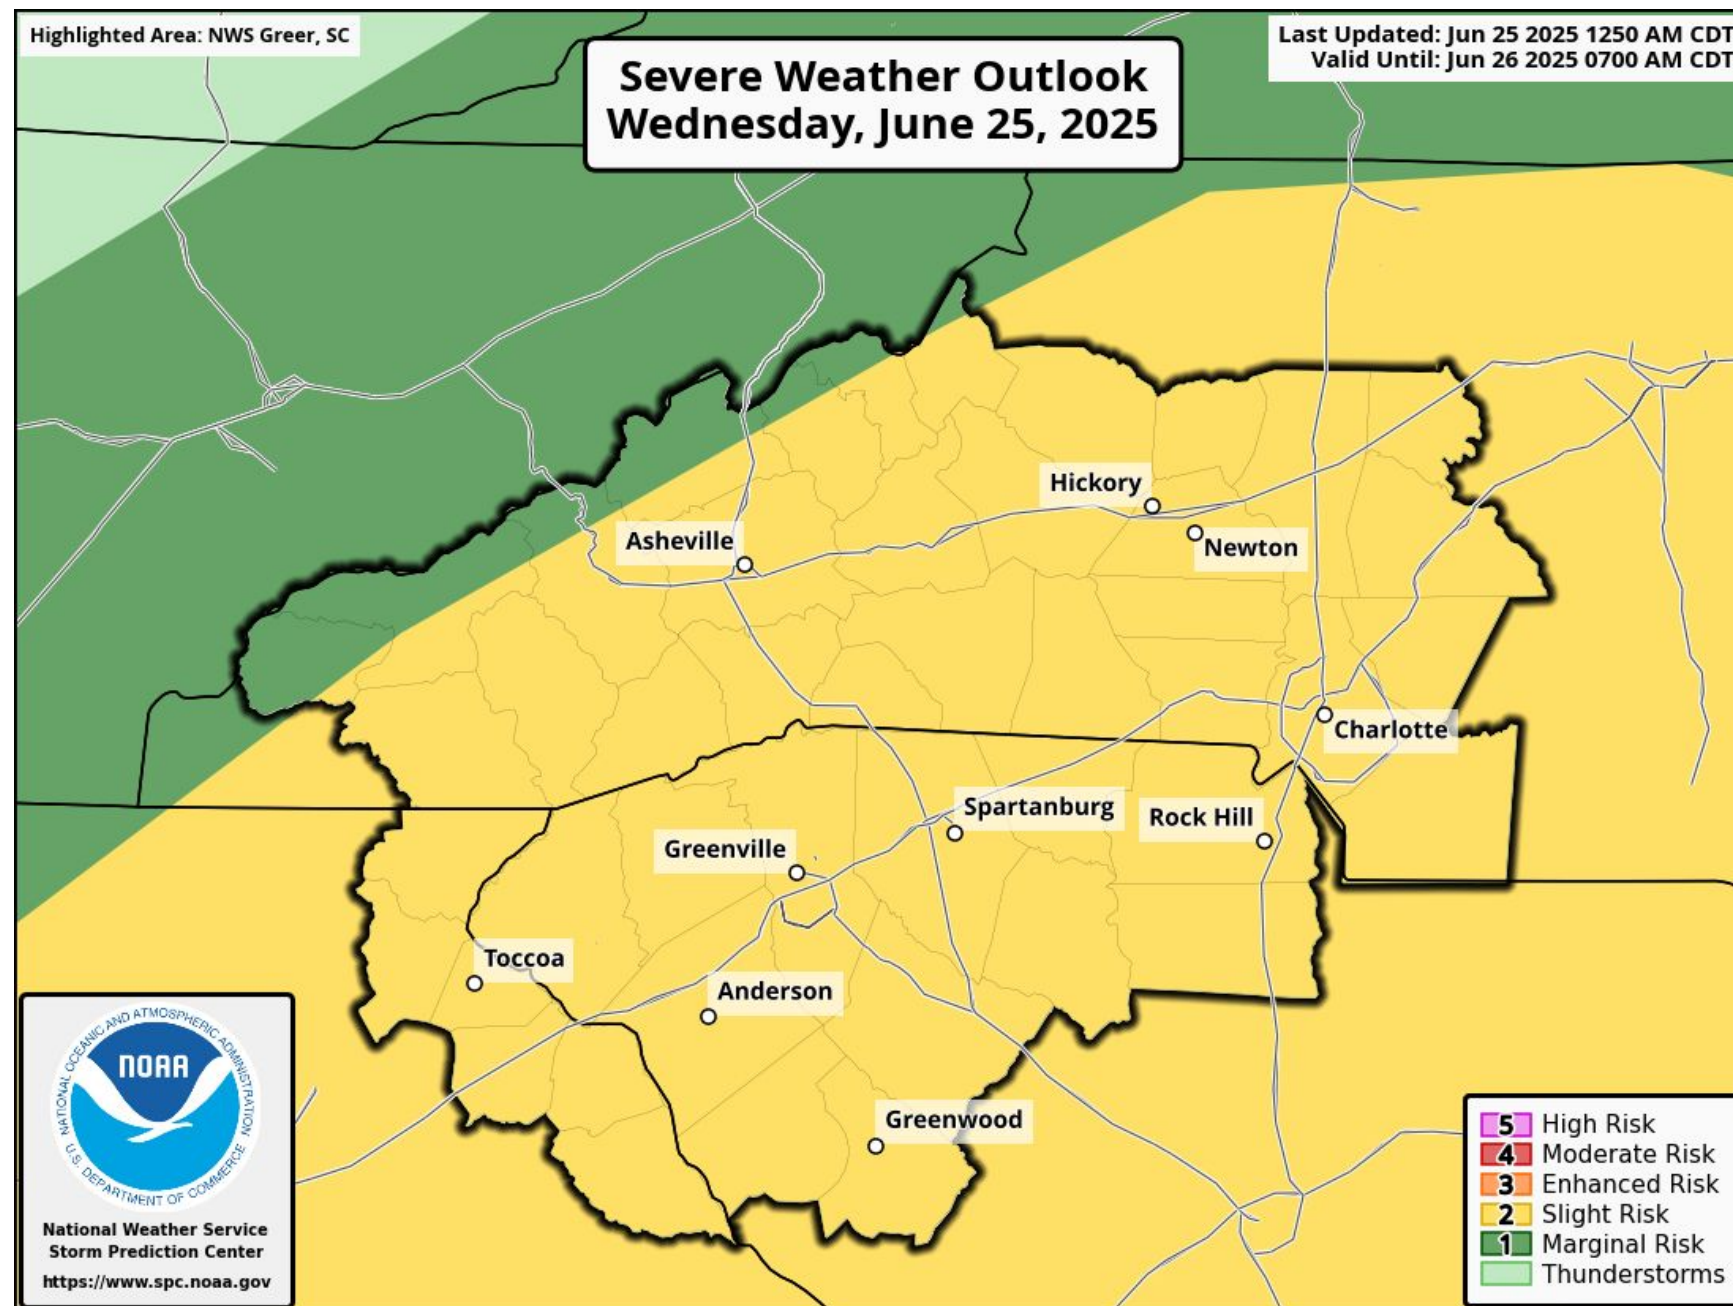 Highlighted Area: NWS Greer, SC
Last Updated: Jun 25 2025 1250 AM CDT
Valid Until: Jun 26 2025 0700 AM CDT
Severe Weather Outlook
Wednesday, June 25, 2025
Hickory
Asheville
Newton
Charlotte
Spartanburg
Rock Hill
Greenville
Toccoa
Anderson
Greenwood
NATIONAL OCEANIC AND ATMOSPHERIC ADMINISTRATION
NOAA
U.S. DEPARTMENT OF COMMERCE
National Weather Service
Storm Prediction Center
https://www.spc.noaa.gov
5 High Risk
4 Moderate Risk
3 Enhanced Risk
2 Slight Risk
1 Marginal Risk
Thunderstorms